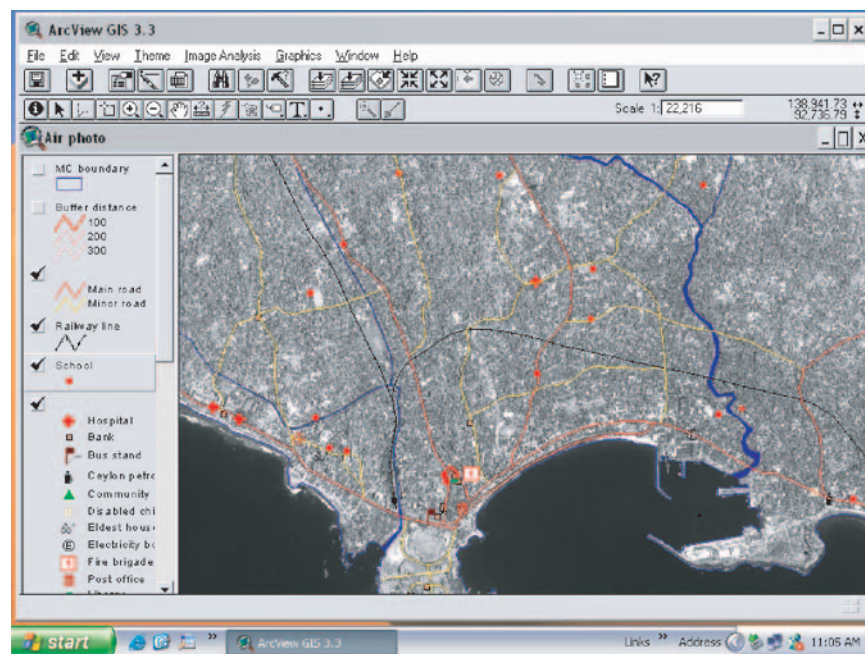 ArcView GIS 3.3
File Edit View Theme Image Analysis Graphics Window Help
Scale 1: 22,216
138,941.73
92,736.79
Air photo
MC boundary
Buffer distance
100
200
300
Main road
Minor road
Railway line
School
Hospital
Bank
Bus stand
Ceylon petro
Community
Disabled chi
Eldest hous
Electricity bo
Fire brigade
Post office
start
ArcView GIS 3.3
Links
Address
11:05 AM